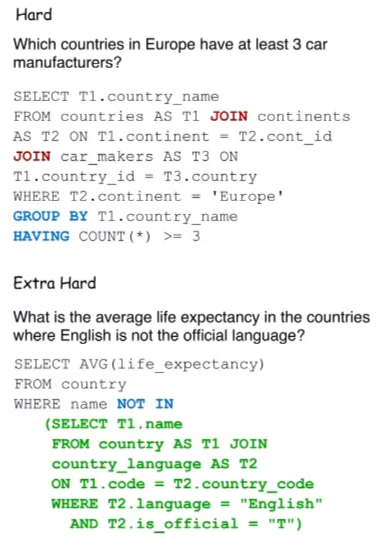 Hard
Which countries in Europe have at least 3 car
manufacturers?
SELECT T1.country_name
FROM countries AS T1 JOIN continents
AS T2 ON T1.continent = T2.cont_id
JOIN car_makers AS T3 ON
T1.country_id = T3.country
WHERE T2.continent = 'Europe'
GROUP BY T1.country_name
HAVING COUNT(*) >= 3
Extra Hard
What is the average life expectancy in the countries
where English is not the official language?
SELECT AVG(life_expectancy)
FROM country
WHERE name NOT IN
(SELECT T1.name
FROM country AS T1 JOIN
country_language AS T2
ON T1.code = T2.country_code
WHERE T2.language = "English"
AND T2.is_official = "T")